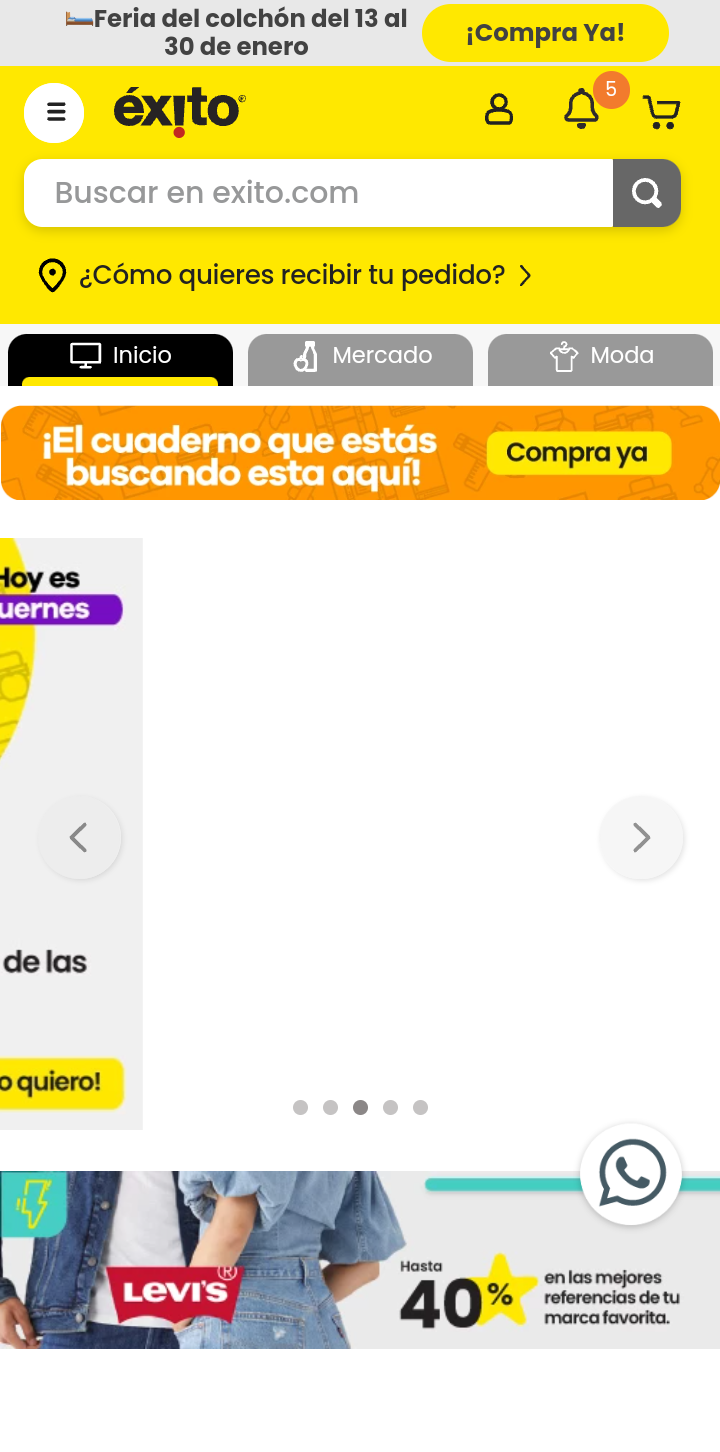 Feria del colchón del 13 al
30 de enero
¡Compra Ya!
éxito®
5
Buscar en exito.com
¿Cómo quieres recibir tu pedido?
Inicio
Mercado
Moda
¡El cuaderno que estás
buscando esta aquí!
Compra ya
Hoy es
uernes
de las
o quiero!
LEVI'S®
Hasta
40%
en las mejores
referencias de tu
marca favorita.